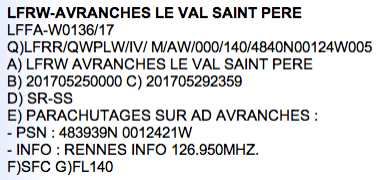 LFRW-AVRANCHES LE VAL SAINT PERE
LFFA-W0136/17
Q)LFRR/QWPLW/IV/ M/AW/000/140/4840N00124W005
A) LFRW AVRANCHES LE VAL SAINT PERE
B) 201705250000 C) 201705292359
D) SR-SS
E) PARACHUTAGES SUR AD AVRANCHES :
- PSN : 483939N 0012421W
- INFO : RENNES INFO 126.950MHZ.
F)SFC G)FL140